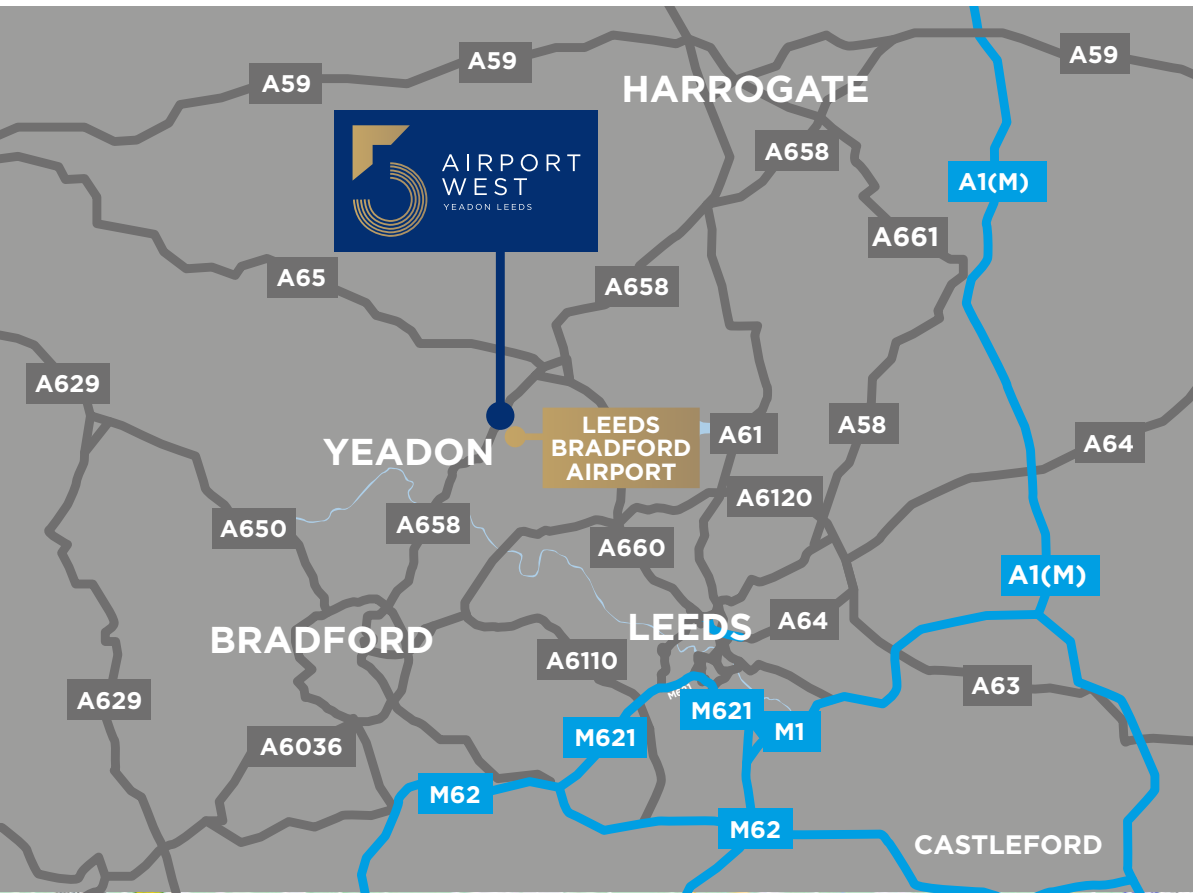 A59
A59
A59
HARROGATE
A658
A1(M)
AIRPORT
WEST
YEADON LEEDS
5
A661
A65
A658
A629
LEEDS
BRADFORD
AIRPORT
A61
A58
A64
YEADON
A650
A658
A6120
A660
A1(M)
BRADFORD
LEEDS
A64
A6110
A629
A63
M621
M621
M621
M1
A6036
M62
M62
CASTLEFORD